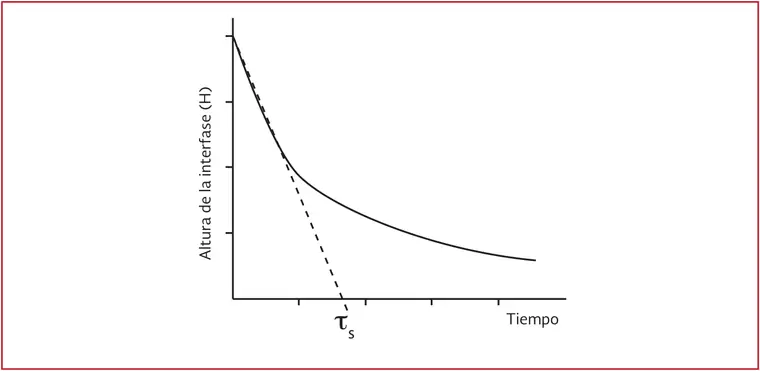 Altura de la interfase (H)
τs
Tiempo